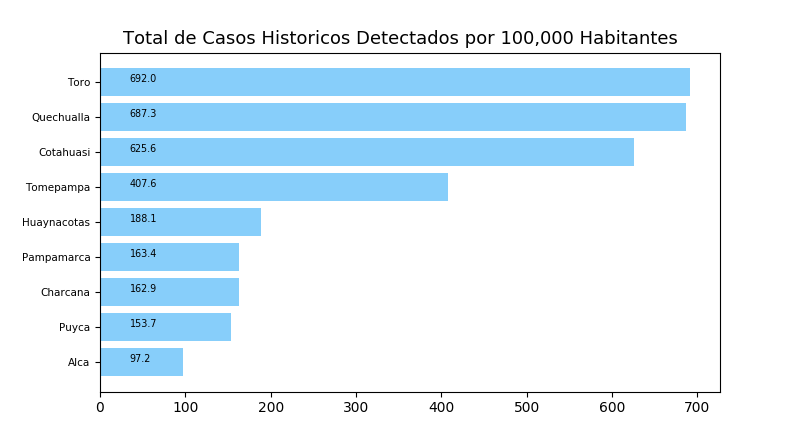 Total de Casos Historicos Detectados por 100,000 Habitantes
Toro 692.0
Quechualla 687.3
Cotahuasi 625.6
Tomepampa 407.6
Huaynacotas 188.1
Pampamarca 163.4
Charcana 162.9
Puyca 153.7
Alca 97.2
0 100 200 300 400 500 600 700